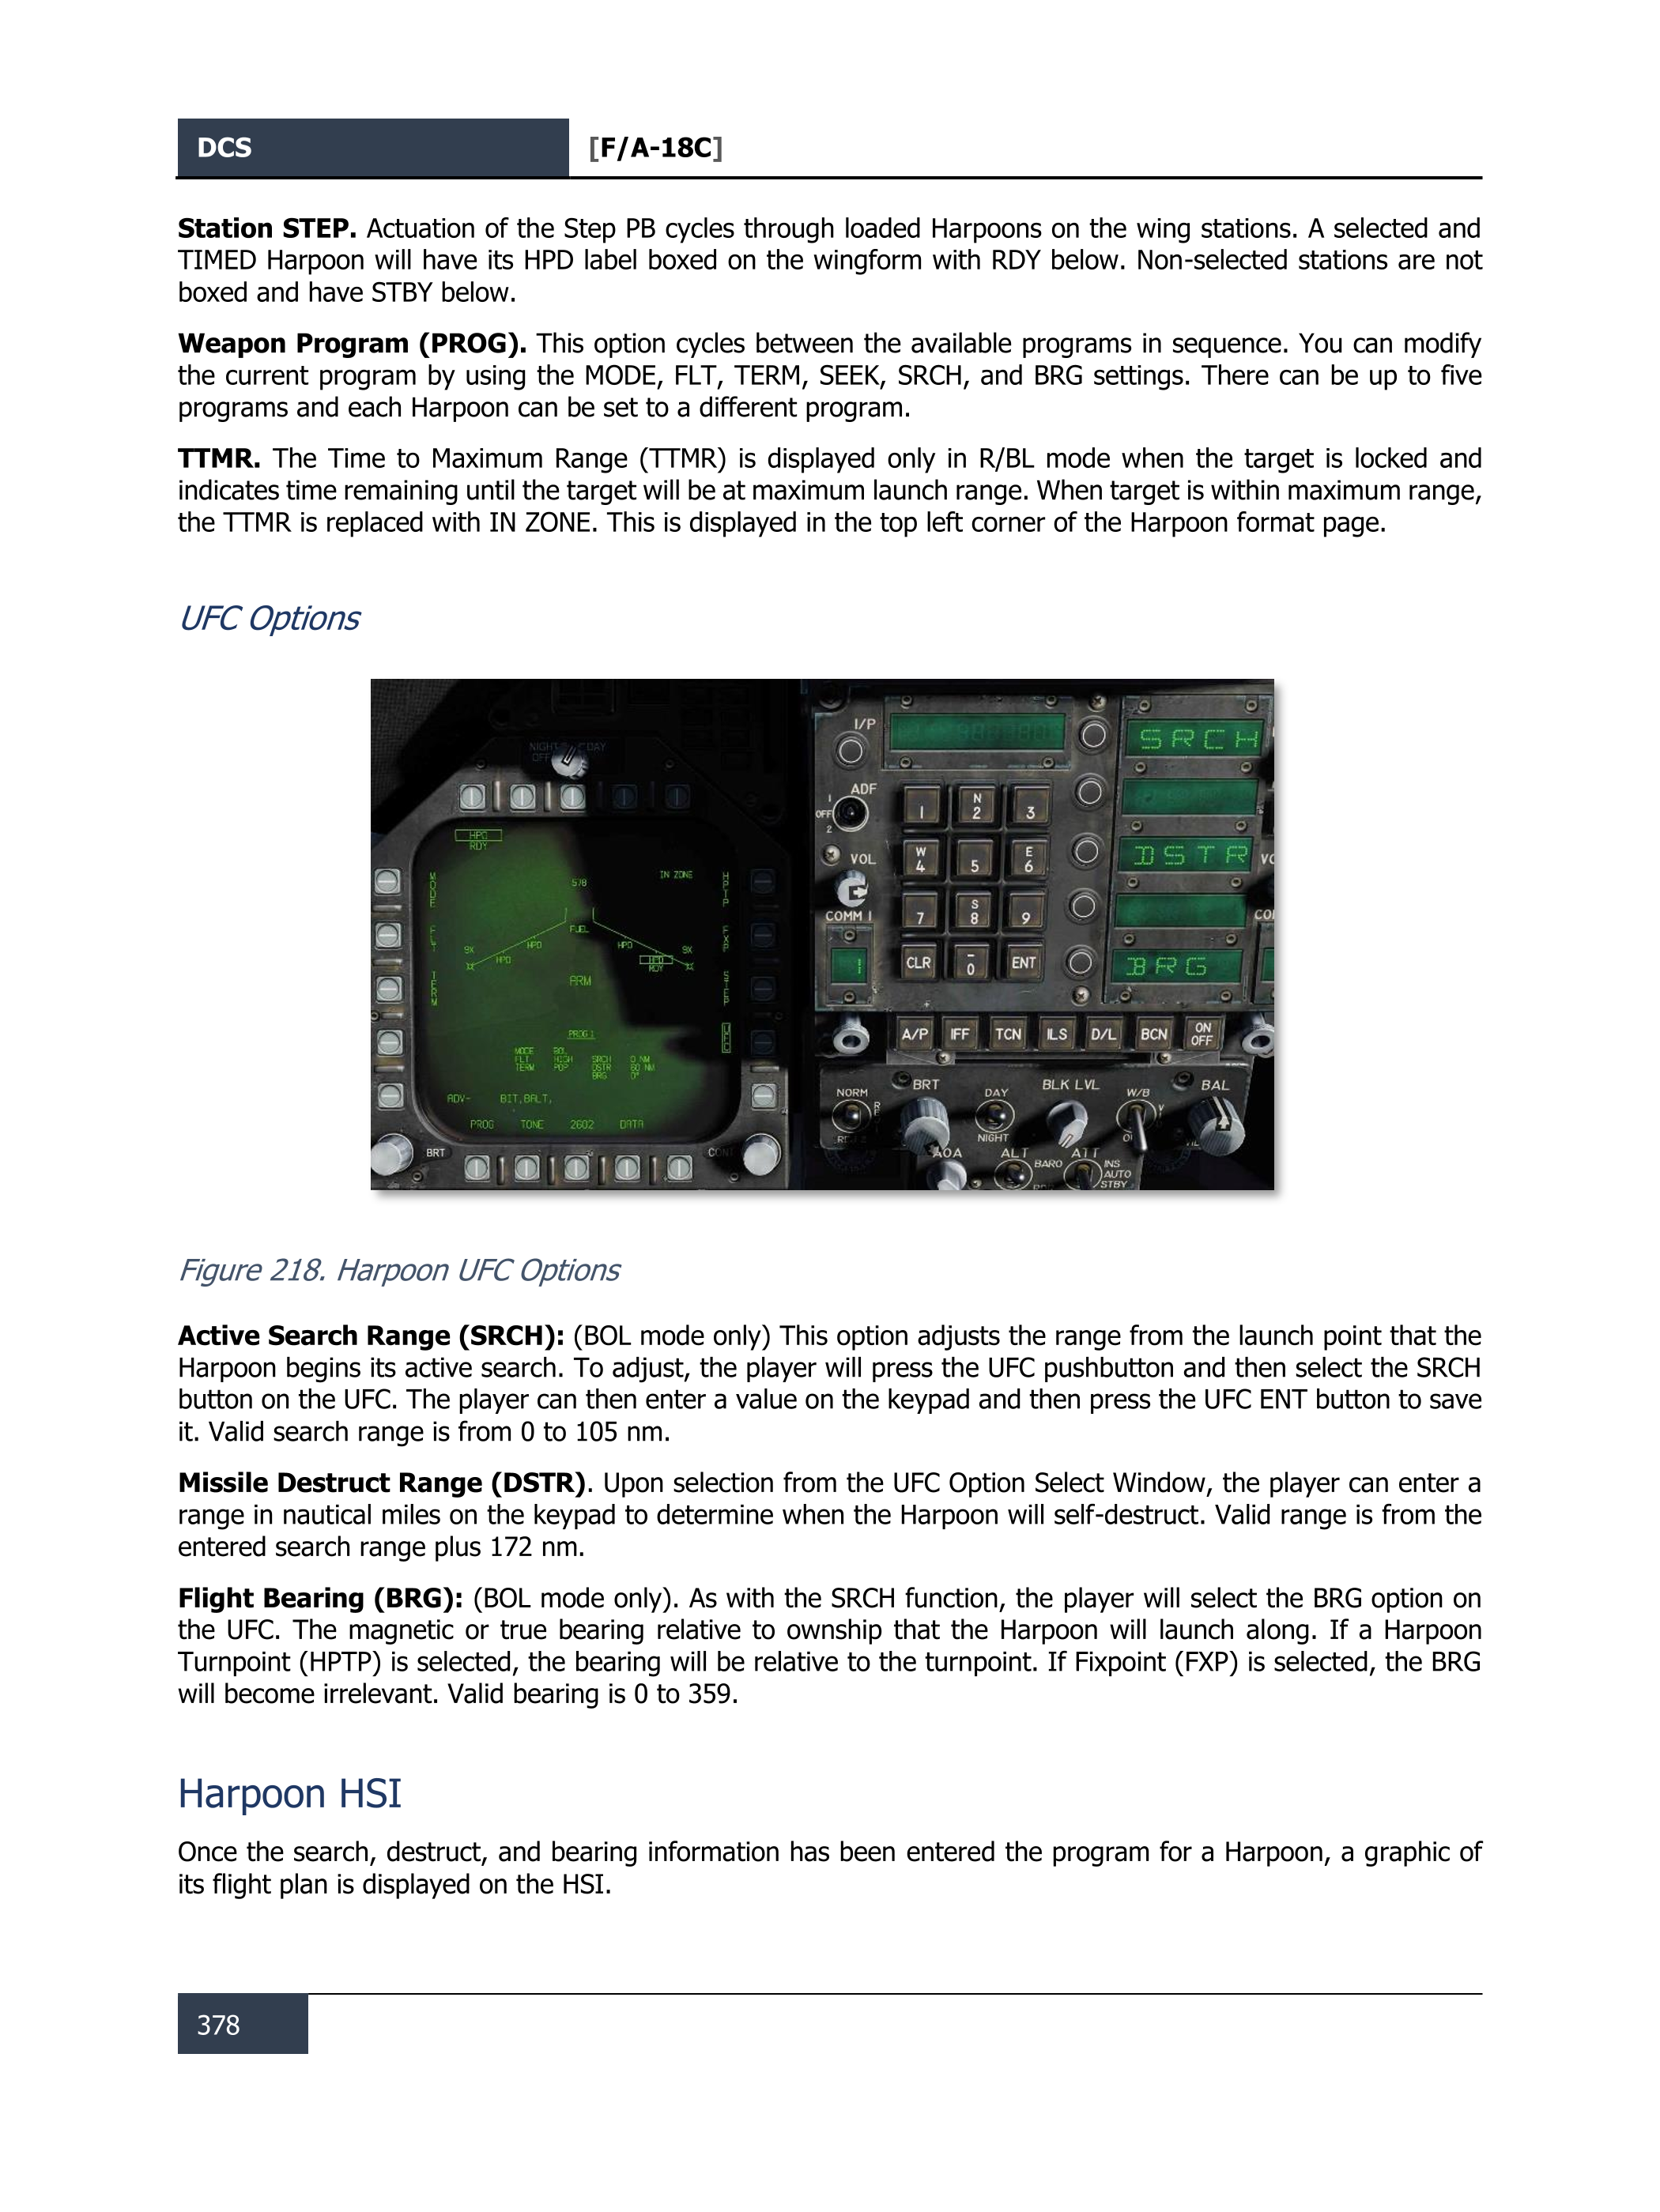 DCS [F/A-18C]
Station STEP. Actuation of the Step PB cycles through loaded Harpoons on the wing stations. A selected and
TIMED Harpoon will have its HPD label boxed on the wingform with RDY below. Non-selected stations are not
boxed and have STBY below.
Weapon Program (PROG). This option cycles between the available programs in sequence. You can modify
the current program by using the MODE, FLT, TERM, SEEK, SRCH, and BRG settings. There can be up to five
programs and each Harpoon can be set to a different program.
TTMR. The Time to Maximum Range (TTMR) is displayed only in R/BL mode when the target is locked and
indicates time remaining until the target will be at maximum launch range. When target is within maximum range,
the TTMR is replaced with IN ZONE. This is displayed in the top left corner of the Harpoon format page.
UFC Options
NIGHT DAY
OFF
HPD
RDY
MODE
FLT
TERM
578
IN ZONE
HPTP
FXP
STEP
UFC
FUEL
9X HPD HPD 9X
HPD HPD
RDY
ARM
PROG 1
MODE BOL
FLT HIGH SRCH 0 NM
TERM POP DSTR 60 NM
BRG 0°
ADV- BIT,BALT,
PROG TONE 2602 DATA
BRT CONT
I/P
ADF
1
OFF
2
VOL
COMM 1
1
1 N 2 3
W 4 5 E 6
7 S 8 9
CLR - 0 ENT
SRCH
DSTR
BRG
A/P IFF TCN ILS D/L BCN ON OFF
NORM BRT DAY BLK LVL W/B BAL
NIGHT
AOA ALT ATT
BARO INS
AUTO
STBY
Figure 218. Harpoon UFC Options
Active Search Range (SRCH): (BOL mode only) This option adjusts the range from the launch point that the
Harpoon begins its active search. To adjust, the player will press the UFC pushbutton and then select the SRCH
button on the UFC. The player can then enter a value on the keypad and then press the UFC ENT button to save
it. Valid search range is from 0 to 105 nm.
Missile Destruct Range (DSTR). Upon selection from the UFC Option Select Window, the player can enter a
range in nautical miles on the keypad to determine when the Harpoon will self-destruct. Valid range is from the
entered search range plus 172 nm.
Flight Bearing (BRG): (BOL mode only). As with the SRCH function, the player will select the BRG option on
the UFC. The magnetic or true bearing relative to ownship that the Harpoon will launch along. If a Harpoon
Turnpoint (HPTP) is selected, the bearing will be relative to the turnpoint. If Fixpoint (FXP) is selected, the BRG
will become irrelevant. Valid bearing is 0 to 359.
Harpoon HSI
Once the search, destruct, and bearing information has been entered the program for a Harpoon, a graphic of
its flight plan is displayed on the HSI.
378